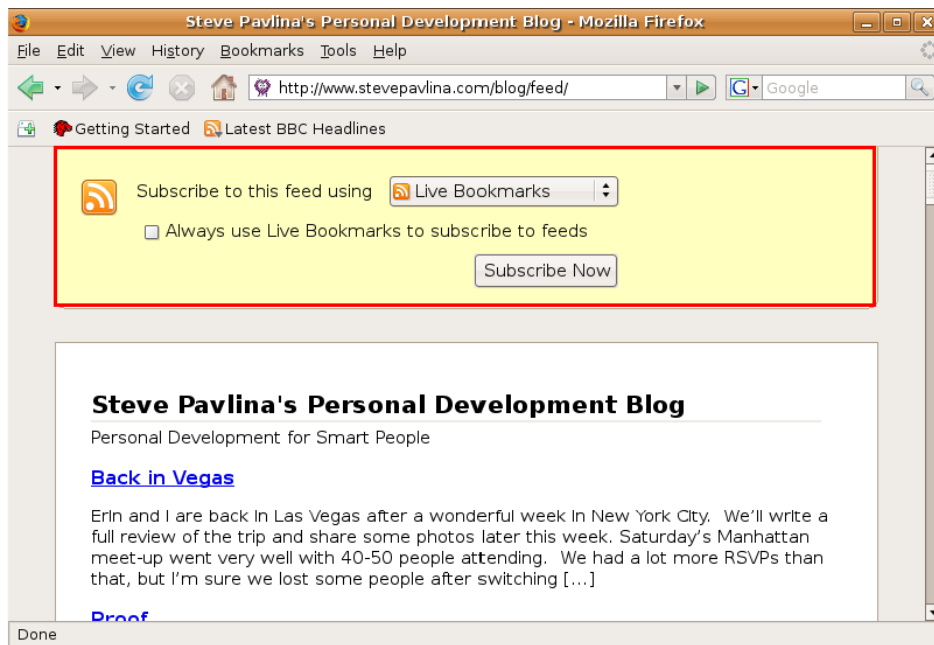 Steve Pavlina's Personal Development Blog - Mozilla Firefox
File Edit View History Bookmarks Tools Help
http://www.stevepavlina.com/blog/feed/ G Google
Getting Started Latest BBC Headlines
Subscribe to this feed using Live Bookmarks
Always use Live Bookmarks to subscribe to feeds
Subscribe Now
Steve Pavlina's Personal Development Blog
Personal Development for Smart People
Back in Vegas
Erin and I are back in Las Vegas after a wonderful week in New York City. We'll write a
full review of the trip and share some photos later this week. Saturday's Manhattan
meet-up went very well with 40-50 people attending. We had a lot more RSVPs than
that, but I'm sure we lost some people after switching [...]
Proof
Done